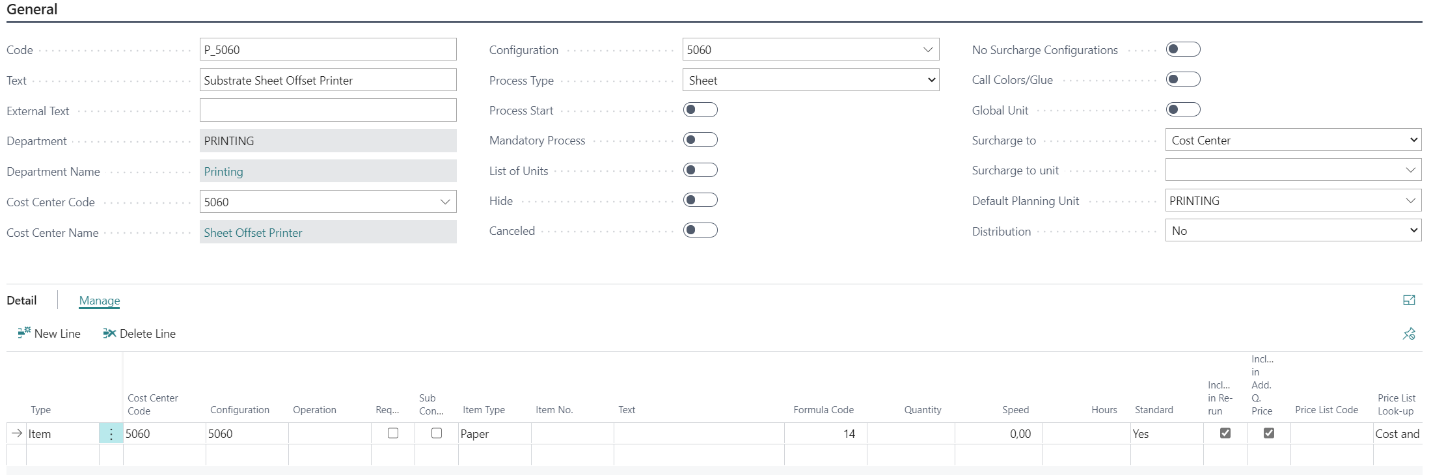 General
Code P_5060 Configuration 5060 No Surcharge Configurations
Text Substrate Sheet Offset Printer Process Type Sheet Call Colors/Glue
External Text Process Start Global Unit
Department PRINTING Mandatory Process Surcharge to Cost Center
Department Name Printing List of Units Surcharge to unit
Cost Center Code 5060 Hide Default Planning Unit PRINTING
Cost Center Name Sheet Offset Printer Canceled Distribution No
Detail Manage
New Line Delete Line
Type Cost Center Code Configuration Operation Req... Sub Con... Item Type Item No. Text Formula Code Quantity Speed Hours Standard Incl... in Re-run Incl... in Add. Q. Price Price List Code Price List Look-up
Item 5060 5060 Paper 14 0,00 Yes Cost and